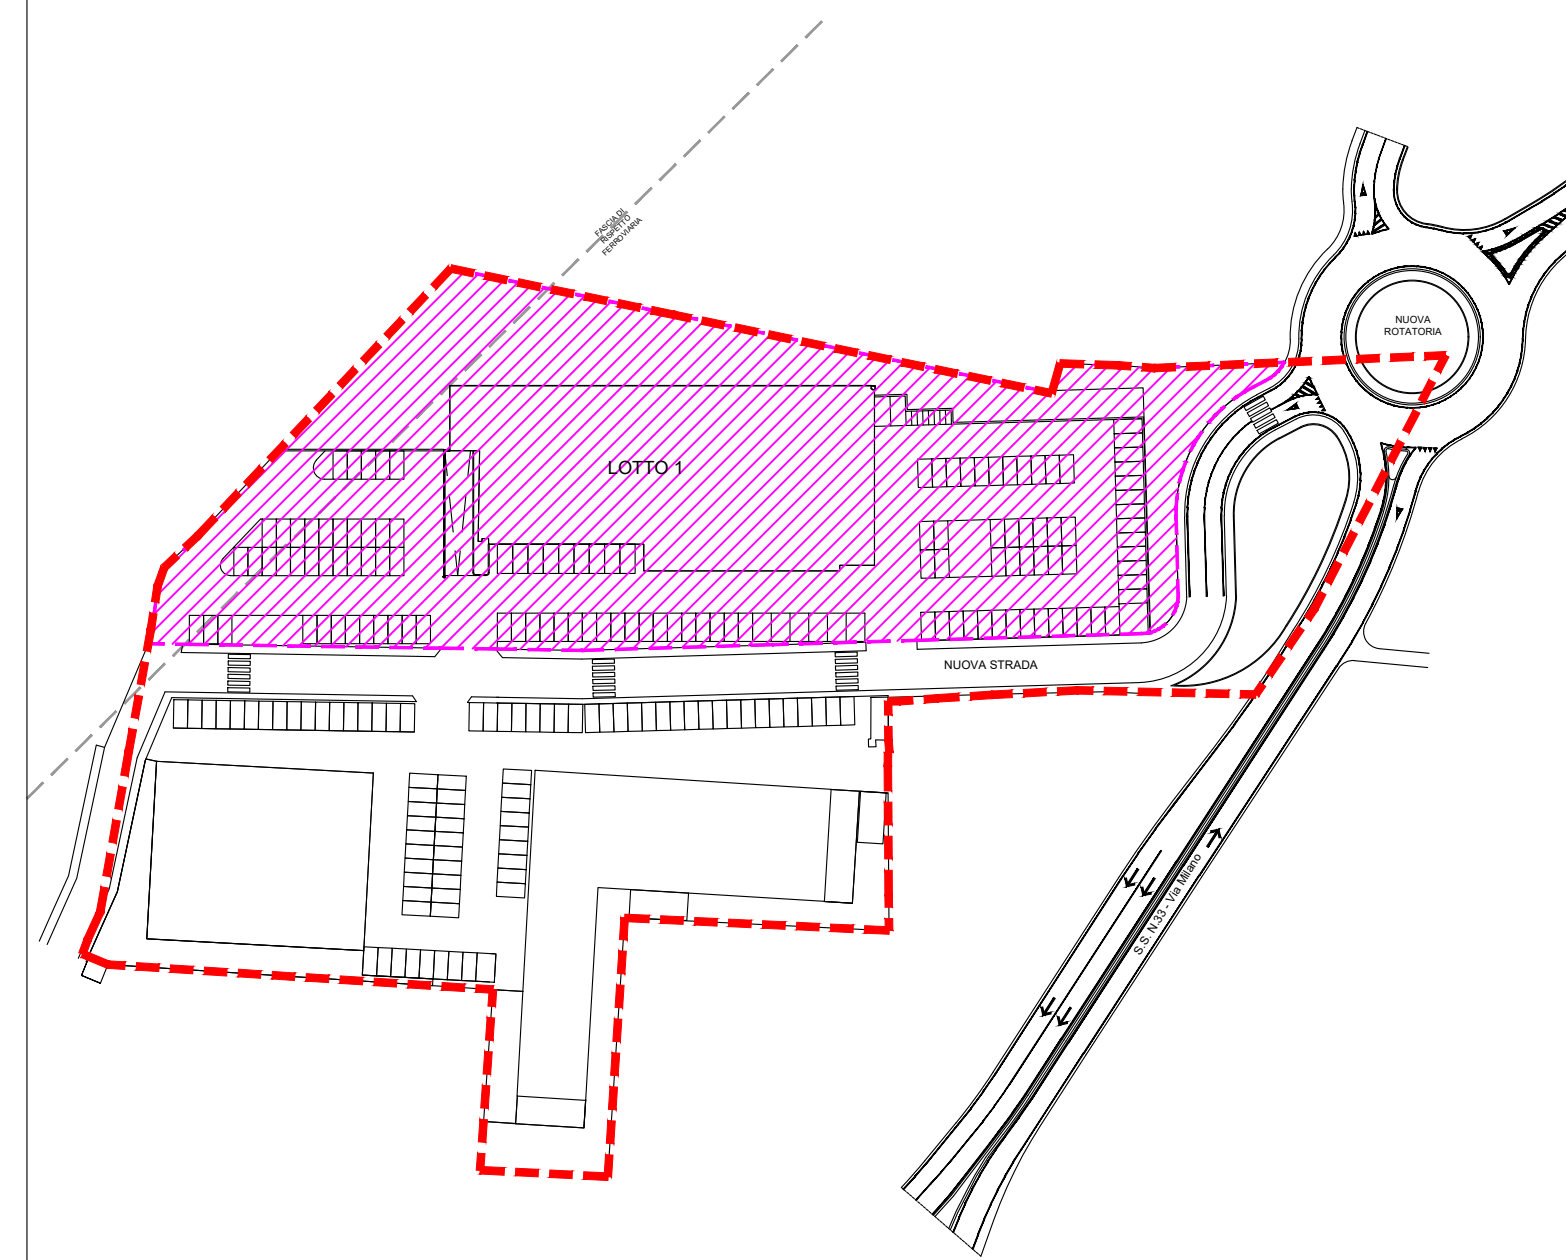 FASCIA DI
RISPETTO
FERROVIARIA
NUOVA
ROTATORIA
LOTTO 1
NUOVA STRADA
S.S. N.33 - Via Milano